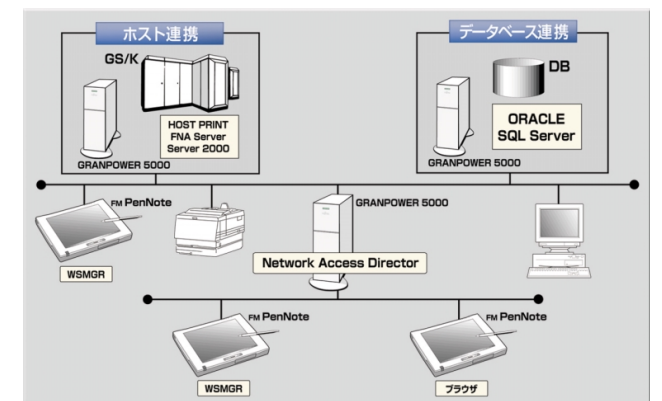 ホスト連携
GS/K
HOST PRINT
FNA Server
Server 2000
GRANPOWER 5000
データベース連携
DB
ORACLE
SQL Server
GRANPOWER 5000
FM PenNote
WSMGR
GRANPOWER 5000
Network Access Director
FM PenNote
WSMGR
FM PenNote
ブラウザ